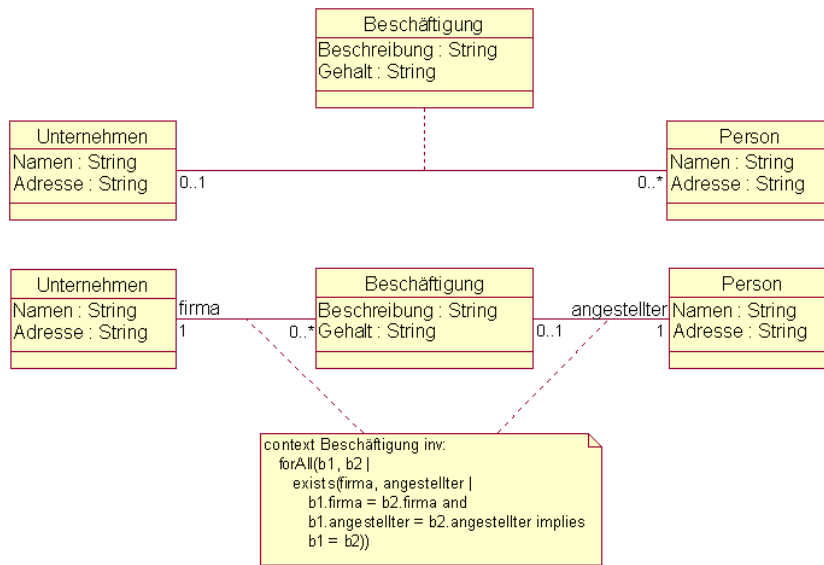 Beschäftigung
Beschreibung : String
Gehalt : String
Unternehmen
Namen : String
Adresse : String
Person
Namen : String
Adresse : String
0..1
0..*
Unternehmen
Namen : String
Adresse : String
firma
1
0..*
Beschäftigung
Beschreibung : String
Gehalt : String
angestellter
0..1
1
Person
Namen : String
Adresse : String
context Beschäftigung inv:
forAll(b1, b2 |
exists(firma, angestellter |
b1.firma = b2.firma and
b1.angestellter = b2.angestellter implies
b1 = b2))